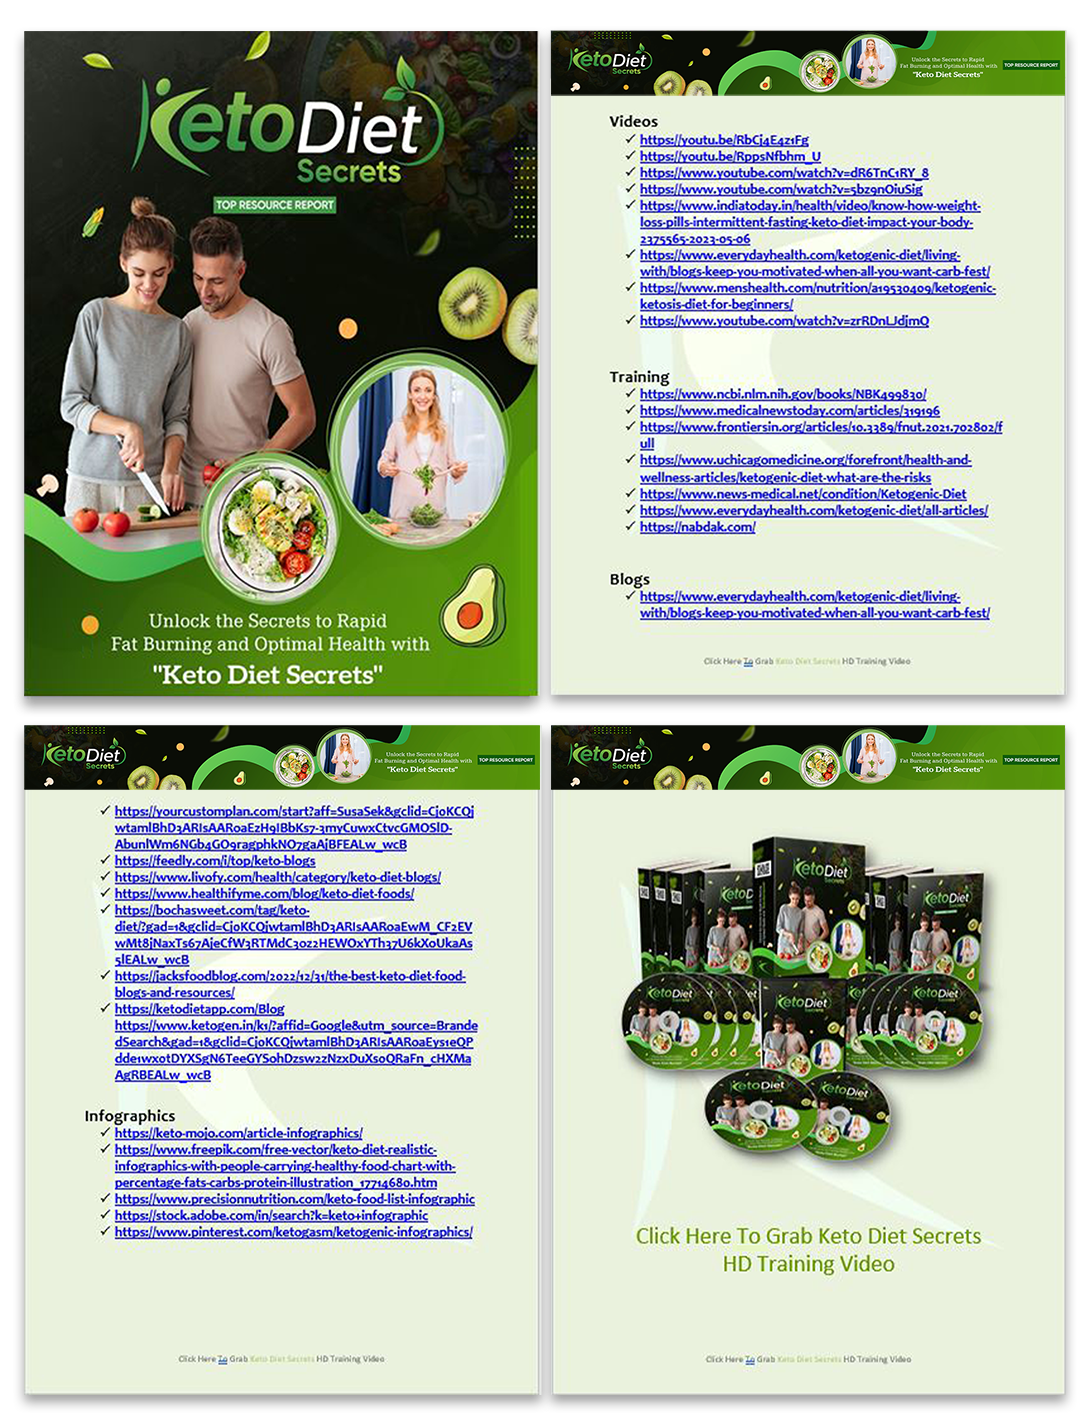 KetoDiet
Secrets
TOP RESOURCE REPORT
Unlock the Secrets to Rapid
Fat Burning and Optimal Health with
"Keto Diet Secrets"
KetoDiet
Secrets
Unlock the Secrets to Rapid
Fat Burning and Optimal Health with
"Keto Diet Secrets"
TOP RESOURCE REPORT
Videos
✓ https://youtu.be/RbCj4E4z1Fg
✓ https://youtu.be/RppsNfbhm_U
✓ https://www.youtube.com/watch?v=dR6TnC1RY_8
✓ https://www.youtube.com/watch?v=5bz9nOiuSig
✓ https://www.indiatoday.in/health/video/know-how-weight-
loss-pills-intermittent-fasting-keto-diet-impact-your-body-
2375565-2023-05-06
✓ https://www.everydayhealth.com/ketogenic-diet/living-
with/blogs-keep-you-motivated-when-all-you-want-carb-fest/
✓ https://www.menshealth.com/nutrition/a19530409/ketogenic-
ketosis-diet-for-beginners/
✓ https://www.youtube.com/watch?v=zrRDnLJdjmQ
Training
✓ https://www.ncbi.nlm.nih.gov/books/NBK499830/
✓ https://www.medicalnewstoday.com/articles/319196
✓ https://www.frontiersin.org/articles/10.3389/fnut.2021.702802/f
ull
✓ https://www.uchicagomedicine.org/forefront/health-and-
wellness-articles/ketogenic-diet-what-are-the-risks
✓ https://www.news-medical.net/condition/Ketogenic-Diet
✓ https://www.everydayhealth.com/ketogenic-diet/all-articles/
✓ https://nabdak.com/
Blogs
✓ https://www.everydayhealth.com/ketogenic-diet/living-
with/blogs-keep-you-motivated-when-all-you-want-carb-fest/
Click Here To Grab Keto Diet Secrets HD Training Video
KetoDiet
Secrets
Unlock the Secrets to Rapid
Fat Burning and Optimal Health with
"Keto Diet Secrets"
TOP RESOURCE REPORT
✓ https://yourcustomplan.com/start?aff=SusaSek&gclid=Cj0KCQj
wtamlBhD3ARIsAARoaEzH9IBbKs7-3myCuwxCtvcGMOSlD-
AbunlWm6NGb4GO9ragphkNO7gaAjBFEALw_wcB
✓ https://feedly.com/i/top/keto-blogs
✓ https://www.livofy.com/health/category/keto-diet-blogs/
✓ https://www.healthifyme.com/blog/keto-diet-foods/
✓ https://bochasweet.com/tag/keto-
diet/?gad=1&gclid=Cj0KCQjwtamlBhD3ARIsAARoaEwM_CF2EV
wMt8jNaxTs67AjeCfW3RTMdC30z2HEWOxYTh37U6kXoUkaAs
5lEALw_wcB
✓ https://jacksfoodblog.com/2022/12/31/the-best-keto-diet-food-
blogs-and-resources/
✓ https://ketodietapp.com/Blog
https://www.ketogen.in/k1/?affid=Google&utm_source=Brande
dSearch&gad=1&gclid=Cj0KCQjwtamlBhD3ARIsAARoaEys1eQP
dde1wx0tDYXSgN6TeeGYSohDzsw2zNzxDuXs0QRaFn_cHXMa
AgRBEALw_wcB
Infographics
✓ https://keto-mojo.com/article-infographics/
✓ https://www.freepik.com/free-vector/keto-diet-realistic-
infographics-with-people-carrying-healthy-food-chart-with-
percentage-fats-carbs-protein-illustration_17714680.htm
✓ https://www.precisionnutrition.com/keto-food-list-infographic
✓ https://stock.adobe.com/in/search?k=keto+infographic
✓ https://www.pinterest.com/ketogasm/ketogenic-infographics/
Click Here To Grab Keto Diet Secrets HD Training Video
KetoDiet
Secrets
Unlock the Secrets to Rapid
Fat Burning and Optimal Health with
"Keto Diet Secrets"
TOP RESOURCE REPORT
KetoDiet
Secrets
KetoDiet
KetoDiet
KetoDiet
KetoDiet
KetoDiet
KetoDiet
Click Here To Grab Keto Diet Secrets
HD Training Video
Click Here To Grab Keto Diet Secrets HD Training Video